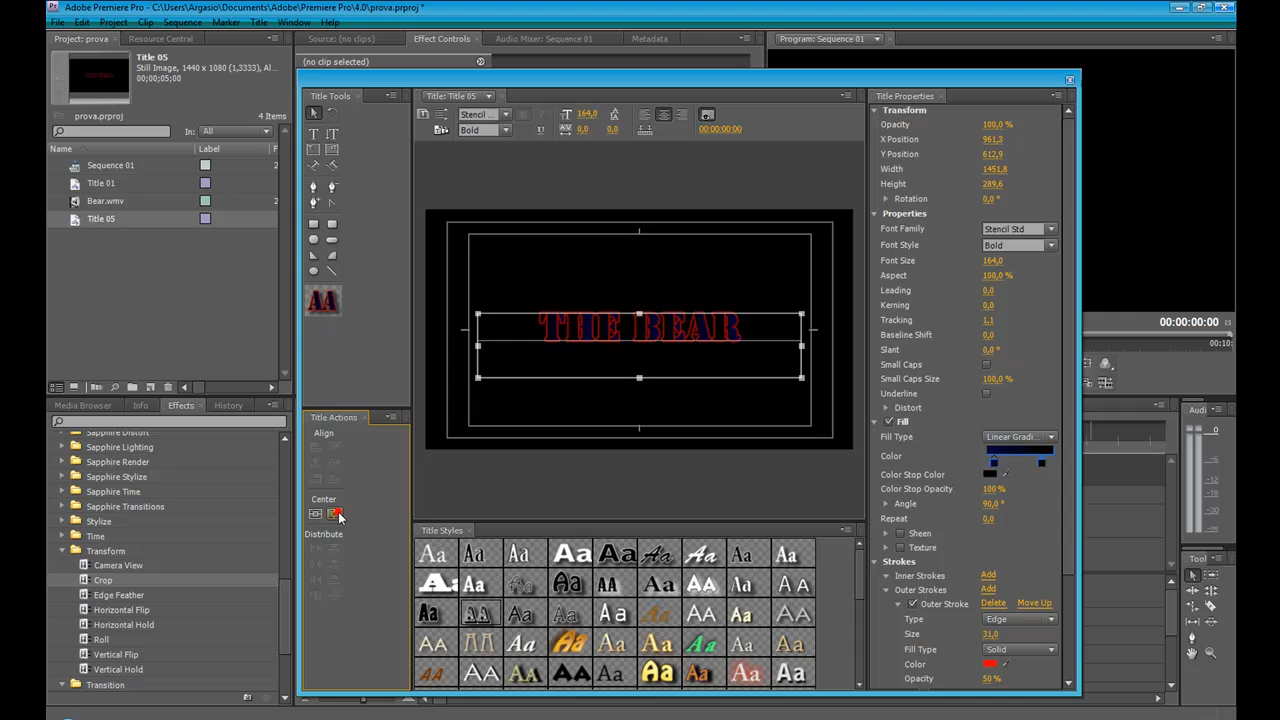 Adobe Premiere Pro - C:\Argasio\Documents\Adobe\Premiere Pro\4.0\prova.prproj *
File Edit Project Clip Sequence Marker Title Window Help
Project: prova Resource Central
Source: (no clips) Effect Controls Audio Mixer: Sequence 01 Metadata
Program: Sequence 01
(no clip selected)
Title 05
Still Image, 1440 x 1080 (1,3333), Al...
00;00;05;00
prova.prproj 4 Items
In: All
Name Label
Sequence 01
Title 01
Bear.wmv
Title 05
Media Browser Info Effects History
Sapphire Distort
Sapphire Lighting
Sapphire Render
Sapphire Stylize
Sapphire Time
Sapphire Transitions
Stylize
Time
Transform
Camera View
Crop
Edge Feather
Horizontal Flip
Horizontal Hold
Roll
Vertical Flip
Vertical Hold
Transition
Title Tools
Title Actions
Align
Center
Distribute
Title: Title 05
Stencil ... 164,0
Bold 0,0 0,0 00:00:00:00
THE BEAR
Title Styles
Title Properties
Transform
Opacity 100,0 %
X Position 961,3
Y Position 612,9
Width 1451,8
Height 289,6
Rotation 0,0 °
Properties
Font Family Stencil Std
Font Style Bold
Font Size 164,0
Aspect 100,0 %
Leading 0,0
Kerning 0,0
Tracking 1,1
Baseline Shift 0,0
Slant 0,0 °
Small Caps
Small Caps Size 100,0 %
Underline
Distort
Fill
Fill Type Linear Gradi...
Color
Color Stop Color
Color Stop Opacity 100 %
Angle 90,0 °
Repeat 0,0
Sheen
Texture
Strokes
Inner Strokes Add
Outer Strokes Add
Outer Stroke Delete Move Up
Type Edge
Size 31,0
Fill Type Solid
Color
Opacity 50 %
00:00:00:00
00:10:
Audi
0
-6
Tool